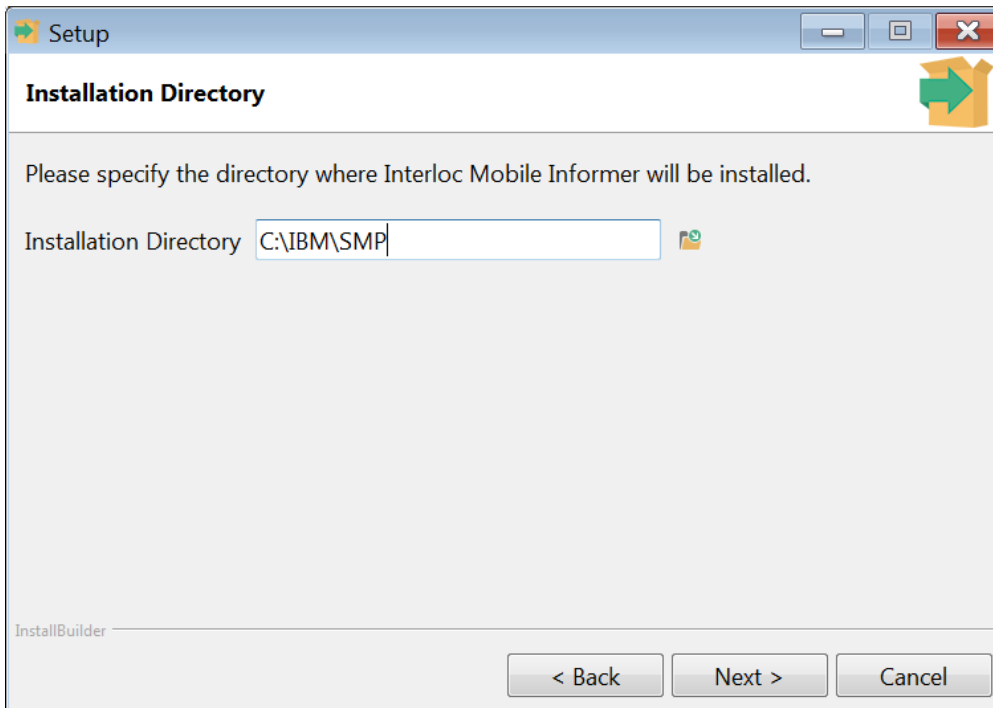 Setup
Installation Directory
Please specify the directory where Interloc Mobile Informer will be installed.
Installation Directory C:\IBM\SMP
InstallBuilder
< Back Next > Cancel